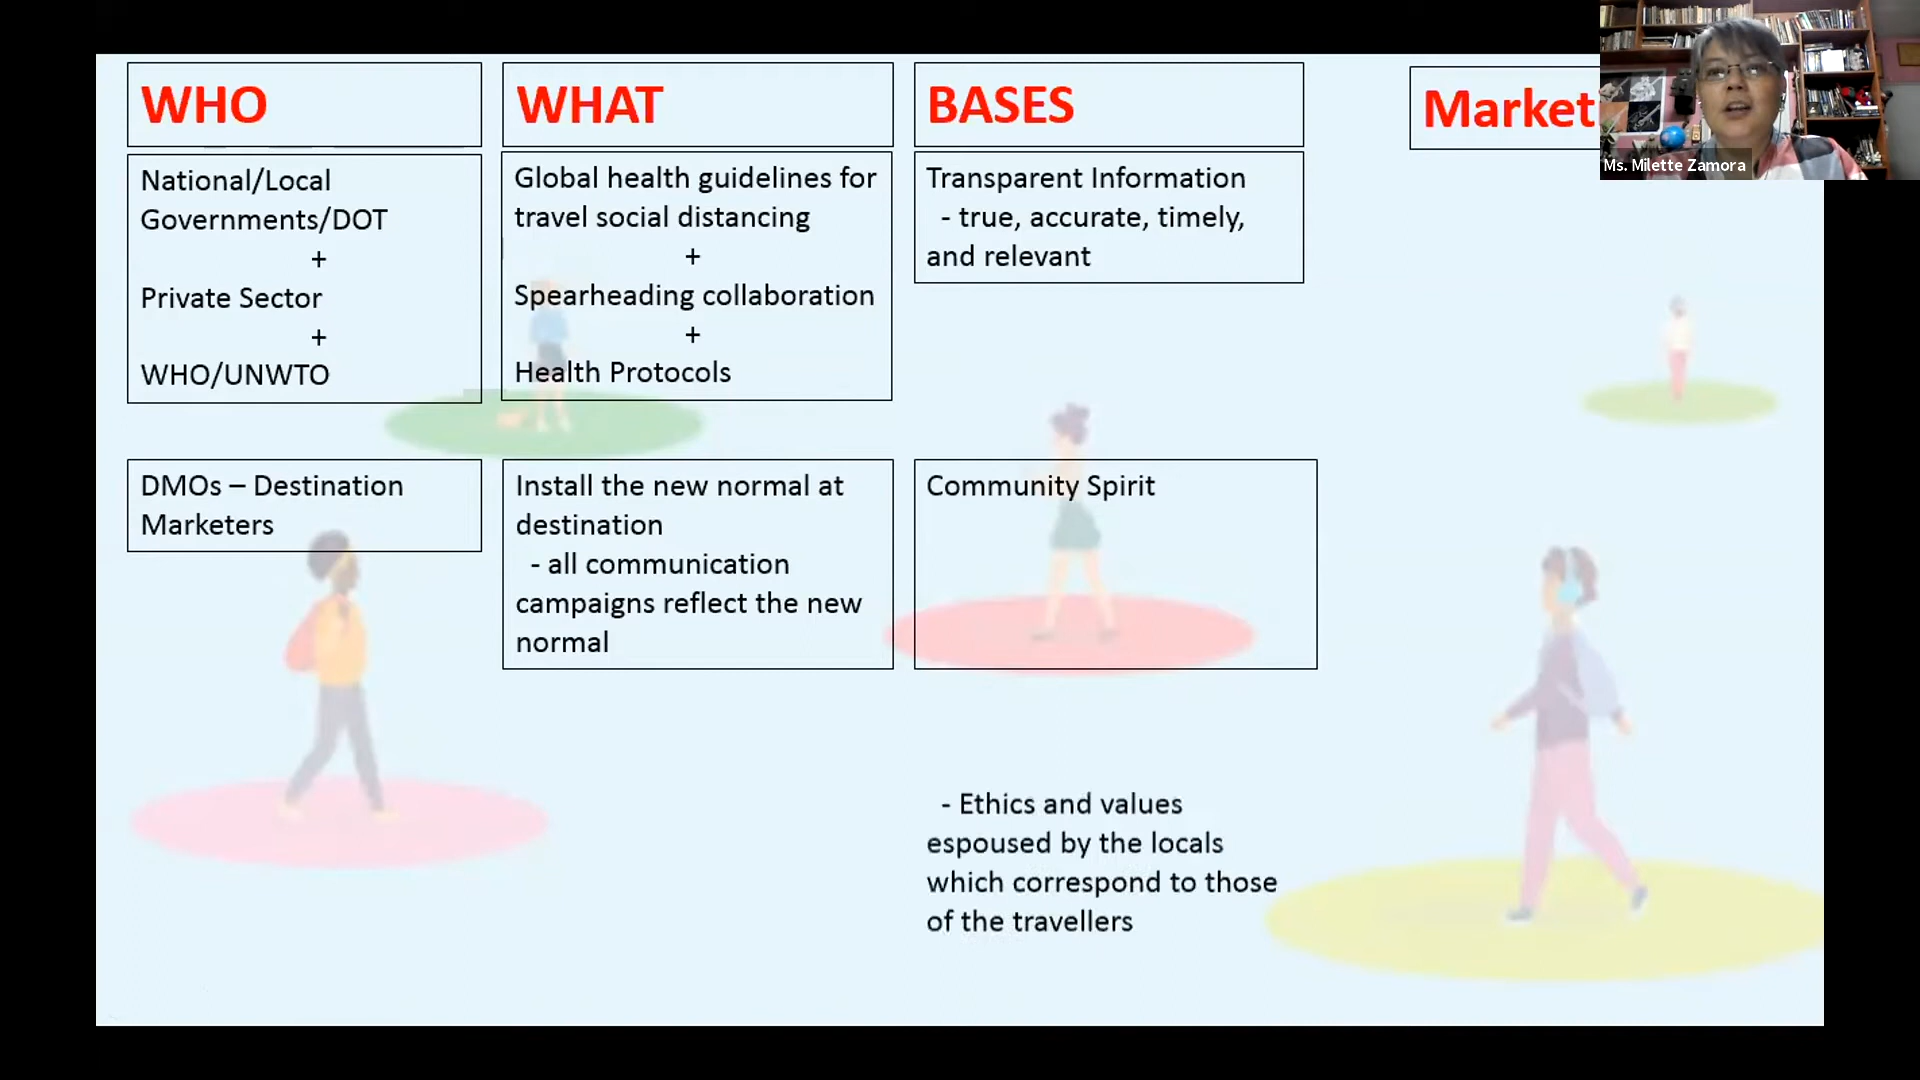 WHO
WHAT
BASES
Market
Ms. Milette Zamora
National/Local
Governments/DOT
+
Private Sector
+
WHO/UNWTO
Global health guidelines for
travel social distancing
+
Spearheading collaboration
+
Health Protocols
Transparent Information
- true, accurate, timely,
and relevant
DMOs – Destination
Marketers
Install the new normal at
destination
- all communication
campaigns reflect the new
normal
Community Spirit
- Ethics and values
espoused by the locals
which correspond to those
of the travellers